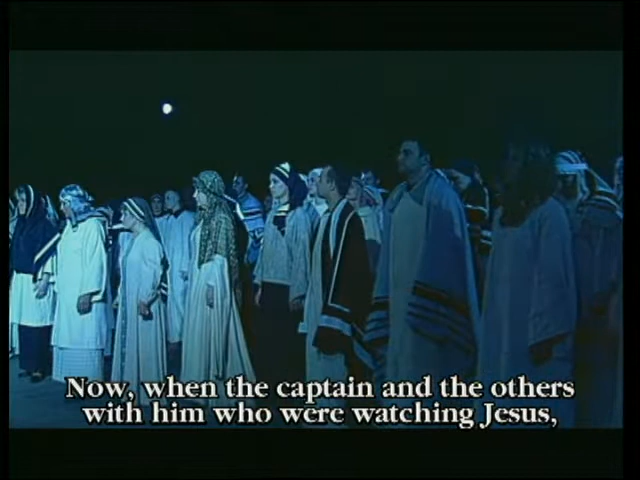 Now, when the captain and the others
with him who were watching Jesus,